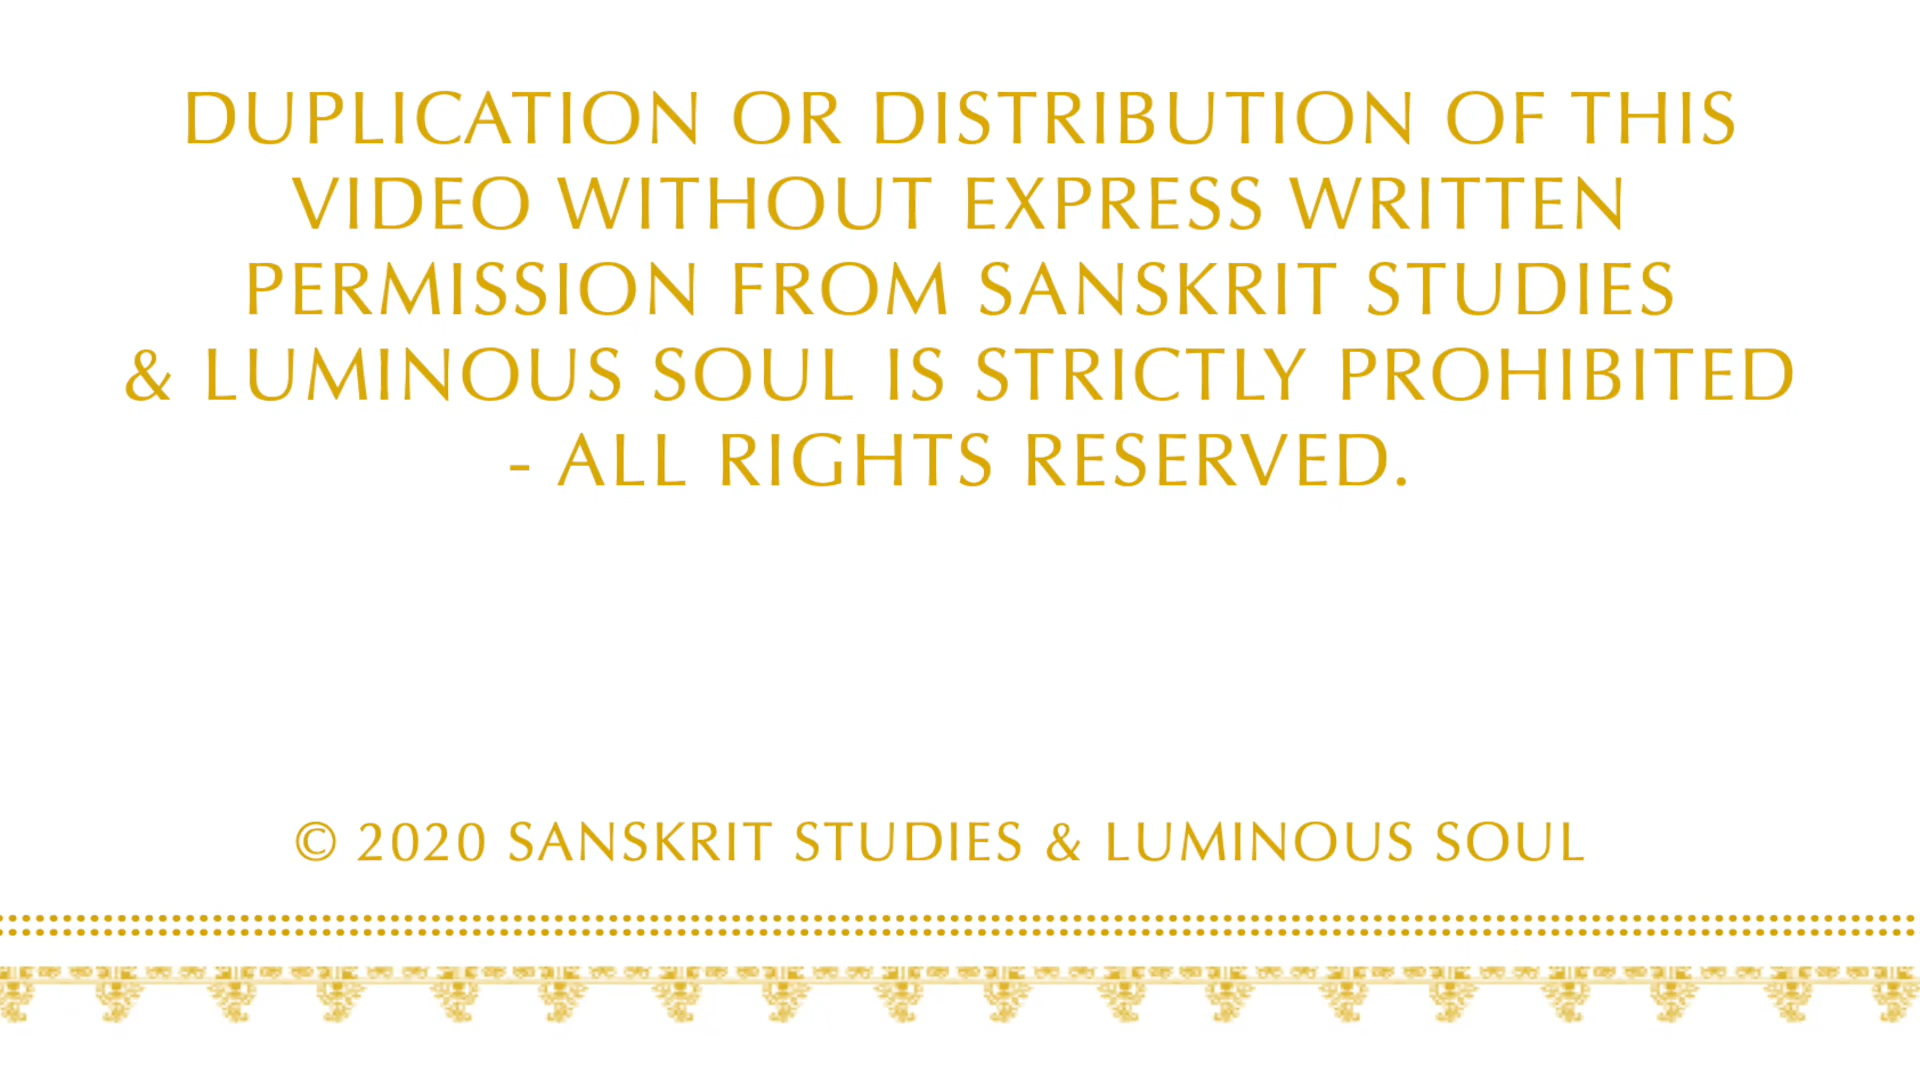 DUPLICATION OR DISTRIBUTION OF THIS
VIDEO WITHOUT EXPRESS WRITTEN
PERMISSION FROM SANSKRIT STUDIES
& LUMINOUS SOUL IS STRICTLY PROHIBITED
- ALL RIGHTS RESERVED.
© 2020 SANSKRIT STUDIES & LUMINOUS SOUL